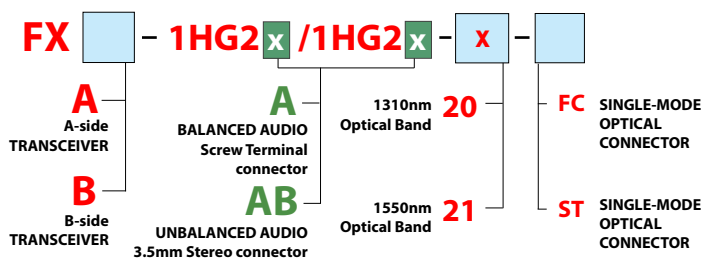 FX - 1HG2 x /1HG2 x - x -
A
A-side
TRANSCEIVER
B
B-side
TRANSCEIVER
A
BALANCED AUDIO
Screw Terminal
connector
AB
UNBALANCED AUDIO
3.5mm Stereo connector
1310nm
Optical Band
20
1550nm
Optical Band
21
FC
SINGLE-MODE
OPTICAL
CONNECTOR
ST
SINGLE-MODE
OPTICAL
CONNECTOR